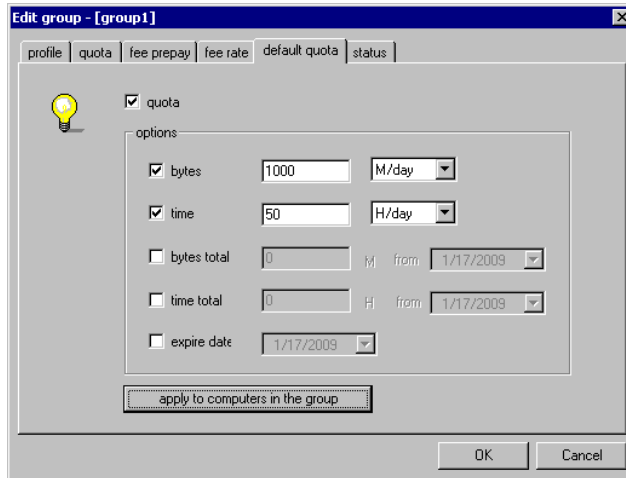 Edit group - [group1]
profile quota fee prepay fee rate default quota status
quota
options
bytes 1000 M/day
time 50 H/day
bytes total 0 M from 1/17/2009
time total 0 H from 1/17/2009
expire date 1/17/2009
apply to computers in the group
OK Cancel